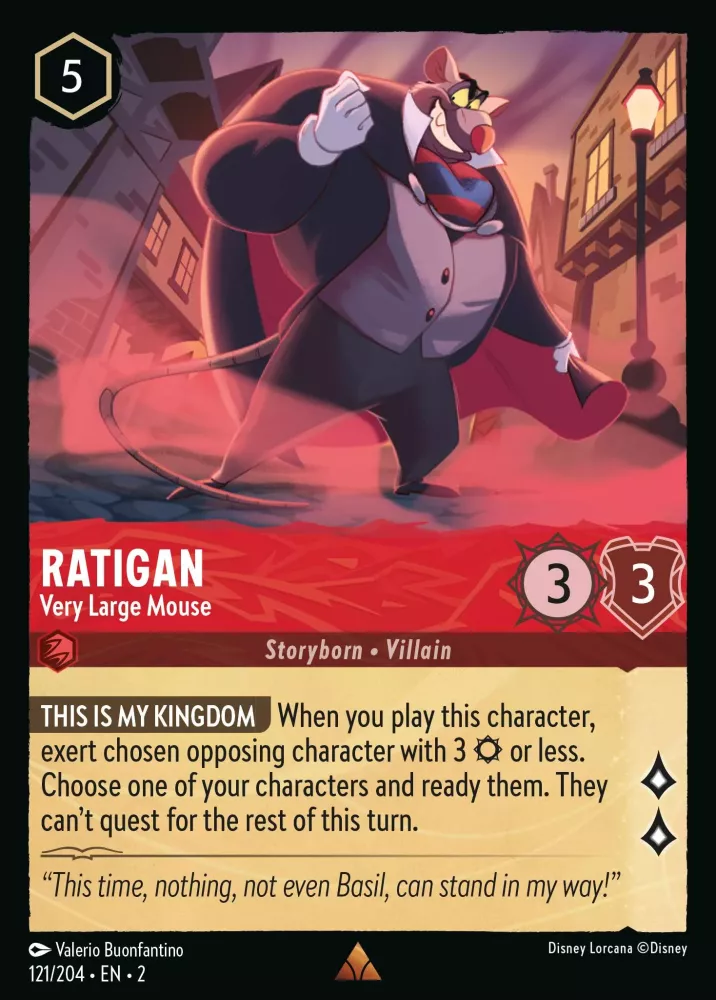 5
RATIGAN
Very Large Mouse
3
3
Storyborn • Villain
THIS IS MY KINGDOM When you play this character,
exert chosen opposing character with 3 or less.
Choose one of your characters and ready them. They
can’t quest for the rest of this turn.
“This time, nothing, not even Basil, can stand in my way!”
Valerio Buonfantino
Disney Lorcana ©Disney
121/204 • EN • 2